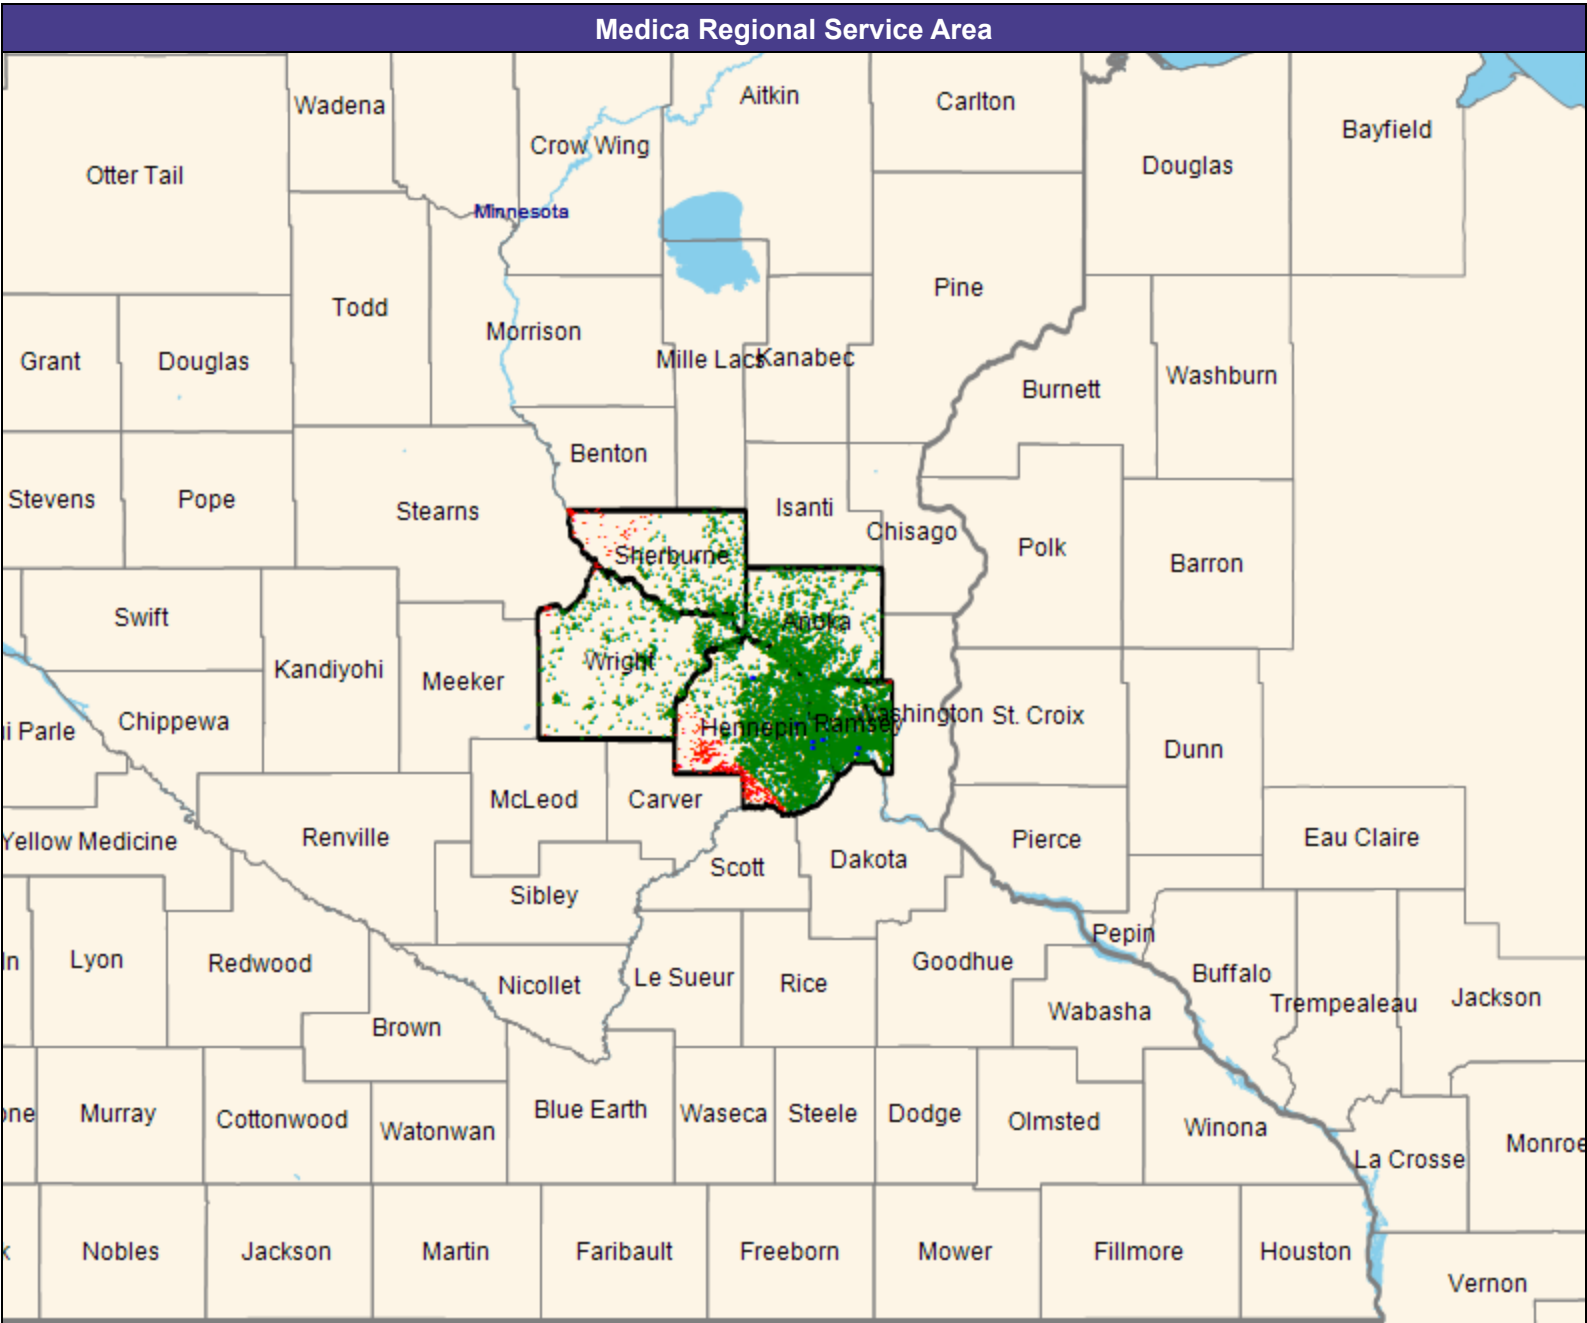 Medica Regional Service Area
Wadena
Aitkin
Carlton
Bayfield
Crow Wing
Douglas
Otter Tail
Minnesota
Pine
Todd
Morrison
Grant
Douglas
Mille Lacs
Kanabec
Burnett
Washburn
Benton
Stevens
Pope
Stearns
Isanti
Chisago
Polk
Barron
Sherburne
Swift
Anoka
Kandiyohi
Wright
Meeker
Chippewa
i Parle
Hennepin
Ramsey
Washington
St. Croix
Dunn
McLeod
Carver
Yellow Medicine
Renville
Pierce
Eau Claire
Scott
Dakota
Sibley
Pepin
ln
Lyon
Redwood
Nicollet
Le Sueur
Rice
Goodhue
Buffalo
Trempealeau
Jackson
Wabasha
Brown
one
Murray
Cottonwood
Watonwan
Blue Earth
Waseca
Steele
Dodge
Olmsted
Winona
La Crosse
Monroe
k
Nobles
Jackson
Martin
Faribault
Freeborn
Mower
Fillmore
Houston
Vernon